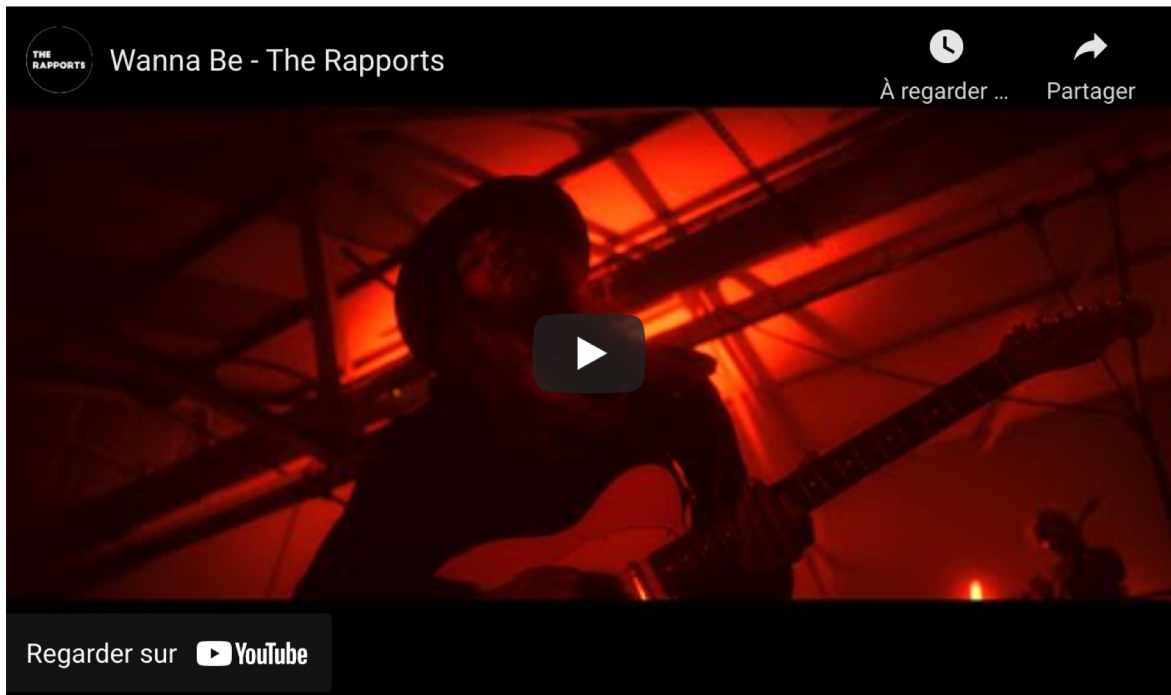 THE
RAPPORTS
Wanna Be - The Rapports
À regarder ...
Partager
Regarder sur YouTube